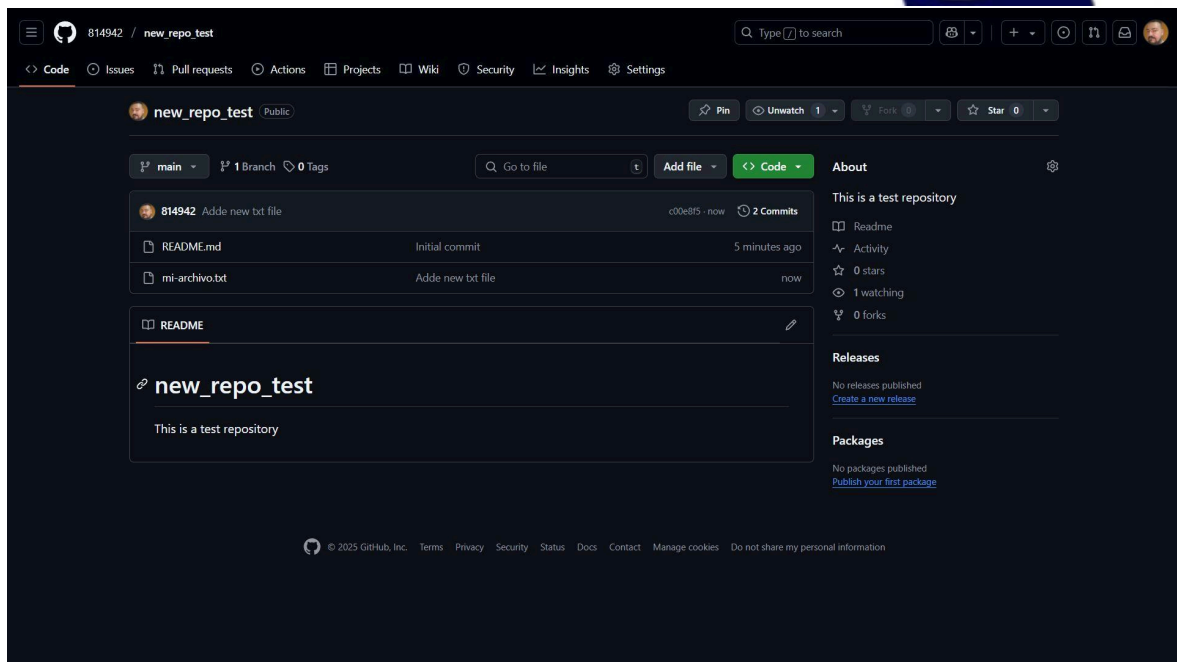 814942 / new_repo_test
Type / to search
Code Issues Pull requests Actions Projects Wiki Security Insights Settings
new_repo_test Public
Pin Unwatch 1 Fork 0 Star 0
main 1 Branch 0 Tags Go to file t Add file Code
814942 Adde new txt file c00e8f5 · now 2 Commits
README.md Initial commit 5 minutes ago
mi-archivo.txt Adde new txt file now
README
new_repo_test
This is a test repository
About
This is a test repository
Readme
Activity
0 stars
1 watching
0 forks
Releases
No releases published
Create a new release
Packages
No packages published
Publish your first package
© 2025 GitHub, Inc. Terms Privacy Security Status Docs Contact Manage cookies Do not share my personal information